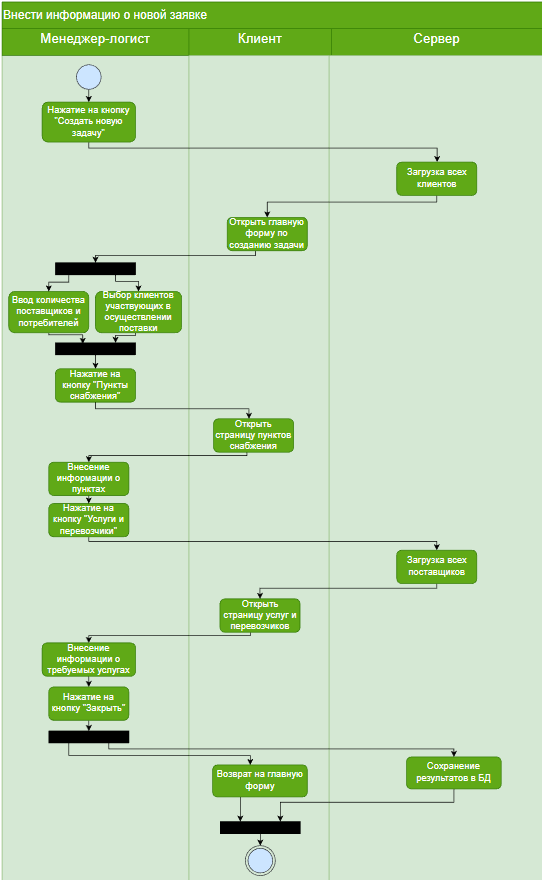 Внести информацию о новой заявке
Менеджер-логист
Клиент
Сервер
Нажатие на кнопку
"Создать новую
задачу"
Загрузка всех
клиентов
Открыть главную
форму по
созданию задачи
Ввод количества
поставщиков и
потребителей
Выбор клиентов
участвующих в
осуществлении
поставки
Нажатие на
кнопку "Пункты
снабжения"
Открыть
страницу пунктов
снабжения
Внесение
информации о
пунктах
Нажатие на
кнопку "Услуги и
перевозчики"
Загрузка всех
поставщиков
Открыть
страницу услуг и
перевозчиков
Внесение
информации о
требуемых услугах
Нажатие на
кнопку "Закрыть"
Возврат на главную
форму
Сохранение
результатов в БД